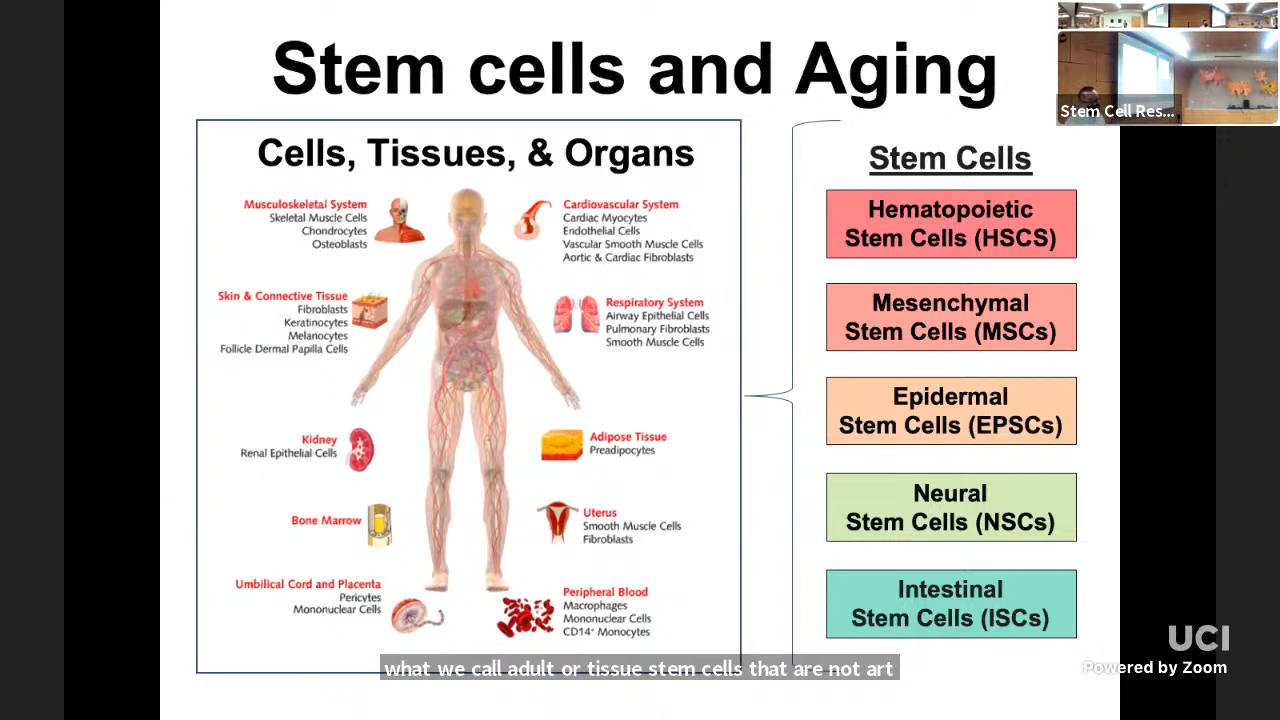 Stem cells and Aging
Stem Cell Res...
Cells, Tissues, & Organs
Musculoskeletal System
Skeletal Muscle Cells
Chondrocytes
Osteoblasts
Cardiovascular System
Cardiac Myocytes
Endothelial Cells
Vascular Smooth Muscle Cells
Aortic & Cardiac Fibroblasts
Skin & Connective Tissue
Fibroblasts
Keratinocytes
Melanocytes
Follicle Dermal Papilla Cells
Respiratory System
Airway Epithelial Cells
Pulmonary Fibroblasts
Smooth Muscle Cells
Kidney
Renal Epithelial Cells
Adipose Tissue
Preadipocytes
Bone Marrow
Uterus
Smooth Muscle Cells
Fibroblasts
Umbilical Cord and Placenta
Pericytes
Mononuclear Cells
Peripheral Blood
Macrophages
Mononuclear Cells
CD14⁺ Monocytes
Stem Cells
Hematopoietic
Stem Cells (HSCS)
Mesenchymal
Stem Cells (MSCs)
Epidermal
Stem Cells (EPSCs)
Neural
Stem Cells (NSCs)
Intestinal
Stem Cells (ISCs)
what we call adult or tissue stem cells that are not art
UCI
Powered by Zoom